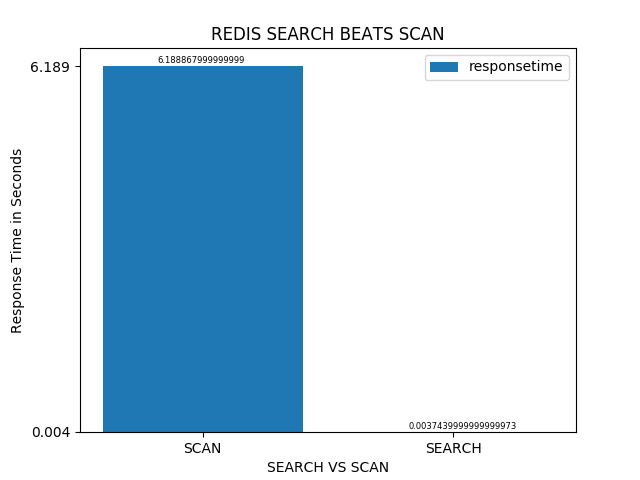 REDIS SEARCH BEATS SCAN
6.189
6.188867999999999
responsetime
Response Time in Seconds
0.004
0.0037439999999999973
SCAN
SEARCH
SEARCH VS SCAN